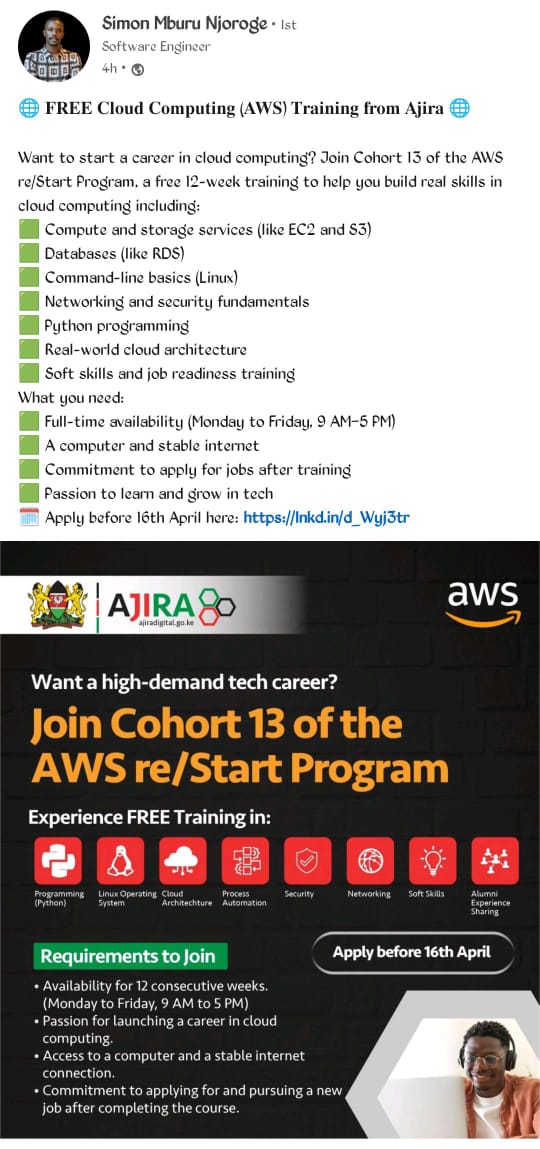 Simon Mburu Njoroge • 1st
Software Engineer
4h •
🌐 FREE Cloud Computing (AWS) Training from Ajira 🌐
Want to start a career in cloud computing? Join Cohort 13 of the AWS
re/Start Program, a free 12-week training to help you build real skills in
cloud computing including:
🟩 Compute and storage services (like EC2 and S3)
🟩 Databases (like RDS)
🟩 Command-line basics (Linux)
🟩 Networking and security fundamentals
🟩 Python programming
🟩 Real-world cloud architecture
🟩 Soft skills and job readiness training
What you need:
🟩 Full-time availability (Monday to Friday, 9 AM–5 PM)
🟩 A computer and stable internet
🟩 Commitment to apply for jobs after training
🟩 Passion to learn and grow in tech
🗓️ Apply before 16th April here: https://lnkd.in/d_Wyj3tr
AJIRA
ajiradigital.go.ke
aws
Want a high-demand tech career?
Join Cohort 13 of the
AWS re/Start Program
Experience FREE Training in:
Programming (Python)
Linux Operating System
Cloud Architechture
Process Automation
Security
Networking
Soft Skills
Alumni Experience Sharing
Requirements to Join
Apply before 16th April
• Availability for 12 consecutive weeks.
(Monday to Friday, 9 AM to 5 PM)
• Passion for launching a career in cloud
computing.
• Access to a computer and a stable internet
connection.
• Commitment to applying for and pursuing a new
job after completing the course.